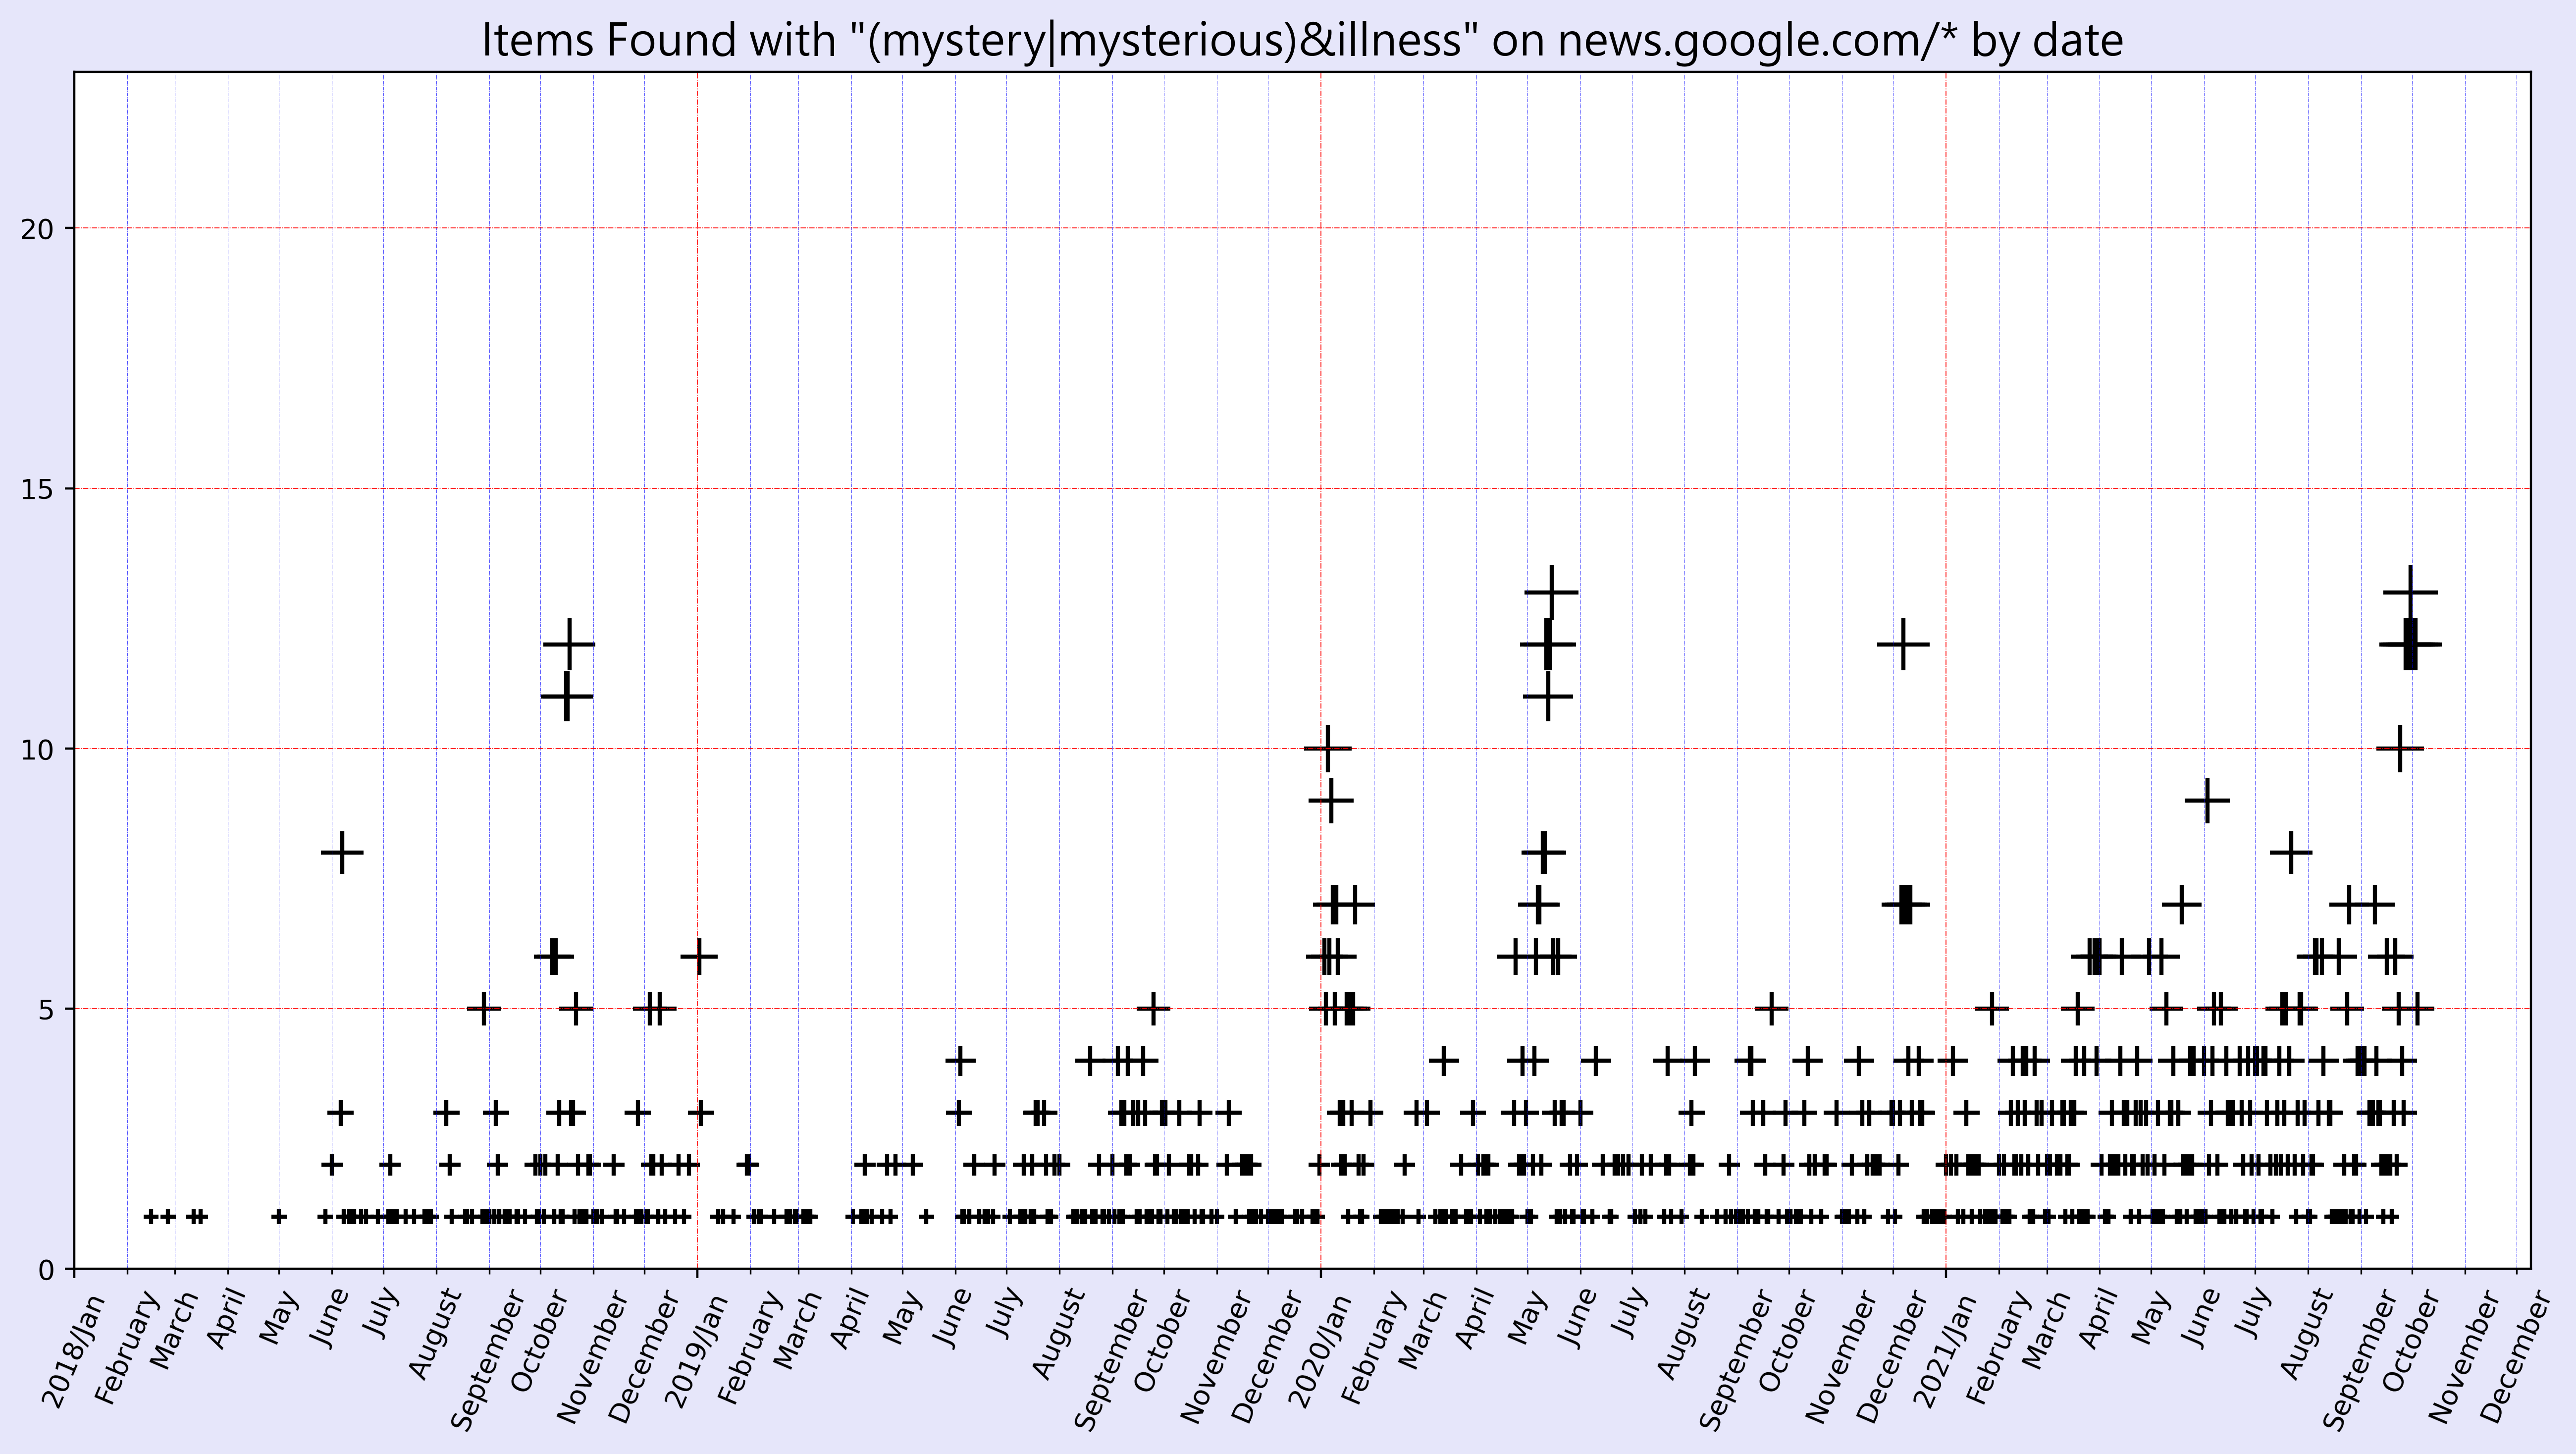 Items Found with "(mystery|mysterious)&illness" on news.google.com/* by date
20
15
10
5
0
2018/Jan
February
March
April
May
June
July
August
September
October
November
December
2019/Jan
February
March
April
May
June
July
August
September
October
November
December
2020/Jan
February
March
April
May
June
July
August
September
October
November
December
2021/Jan
February
March
April
May
June
July
August
September
October
November
December